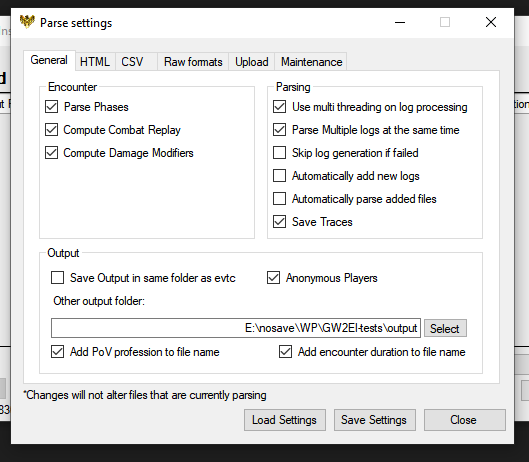 Parse settings
General HTML CSV Raw formats Upload Maintenance
Encounter
Parse Phases
Compute Combat Replay
Compute Damage Modifiers
Parsing
Use multi threading on log processing
Parse Multiple logs at the same time
Skip log generation if failed
Automatically add new logs
Automatically parse added files
Save Traces
Output
Save Output in same folder as evtc
Anonymous Players
Other output folder:
E:\nosave\WP\GW2EI-tests\output Select
Add PoV profession to file name
Add encounter duration to file name
*Changes will not alter files that are currently parsing
Load Settings Save Settings Close